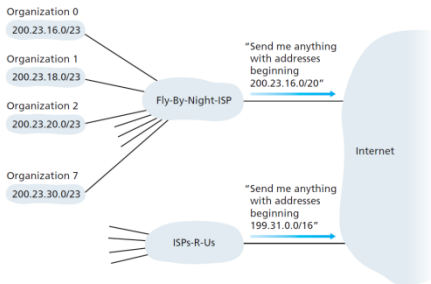 Organization 0
200.23.16.0/23
Organization 1
200.23.18.0/23
Organization 2
200.23.20.0/23
Organization 7
200.23.30.0/23
Fly-By-Night-ISP
“Send me anything
with addresses
beginning
200.23.16.0/20”
Internet
ISPs-R-Us
“Send me anything
with addresses
beginning
199.31.0.0/16”